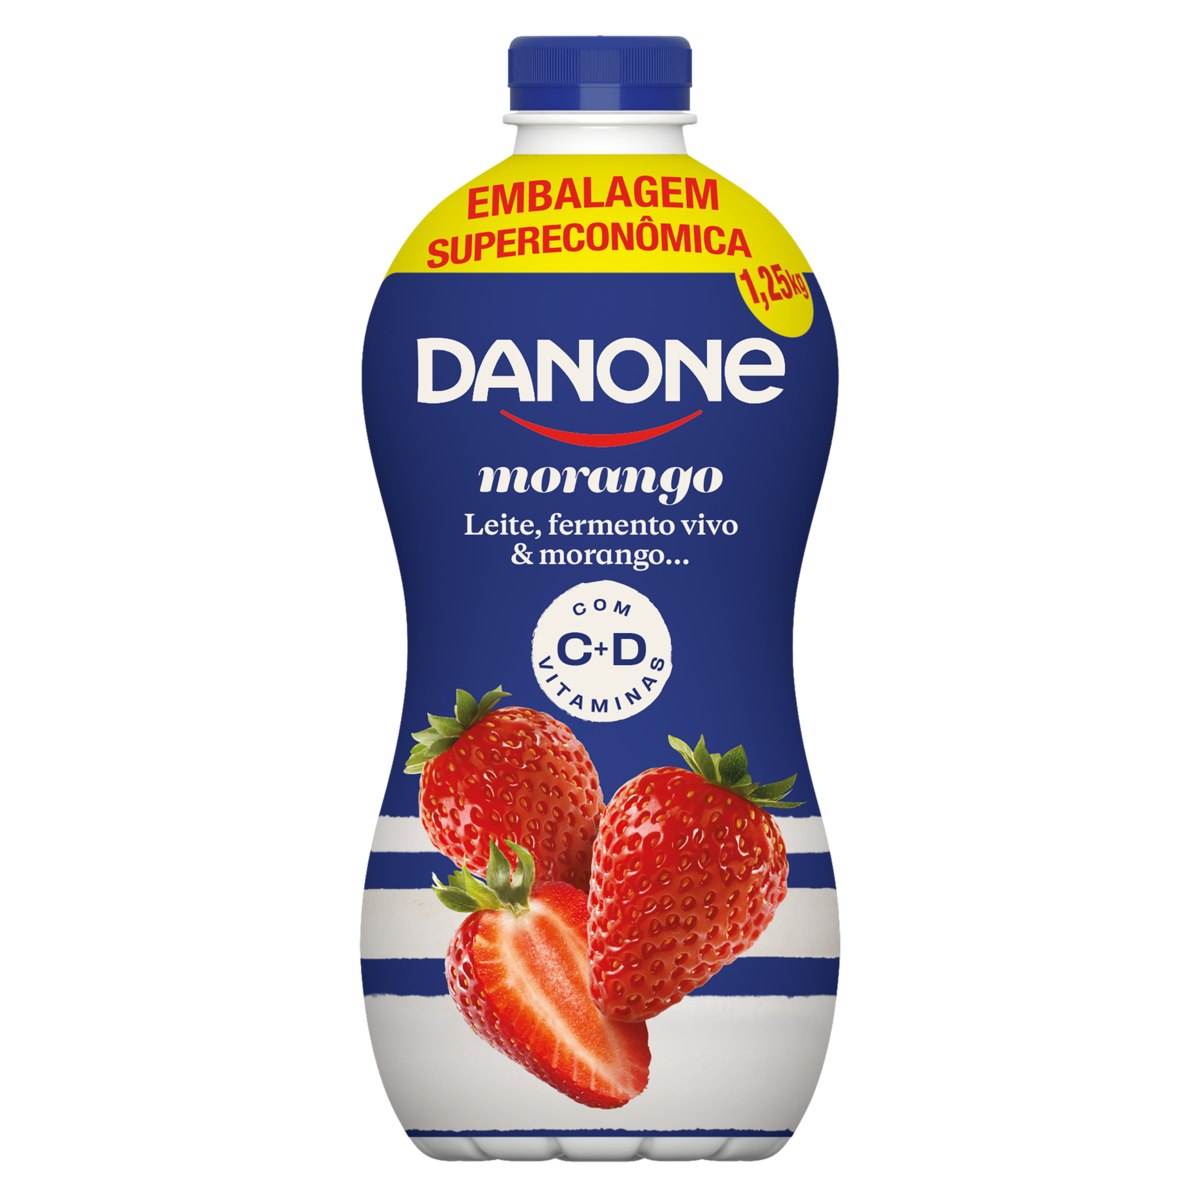 EMBALAGEM
SUPERECONÔMICA
1,25kg
DANONe
morango
Leite, fermento vivo
& morango...
COM
C+D
VITAMINAS